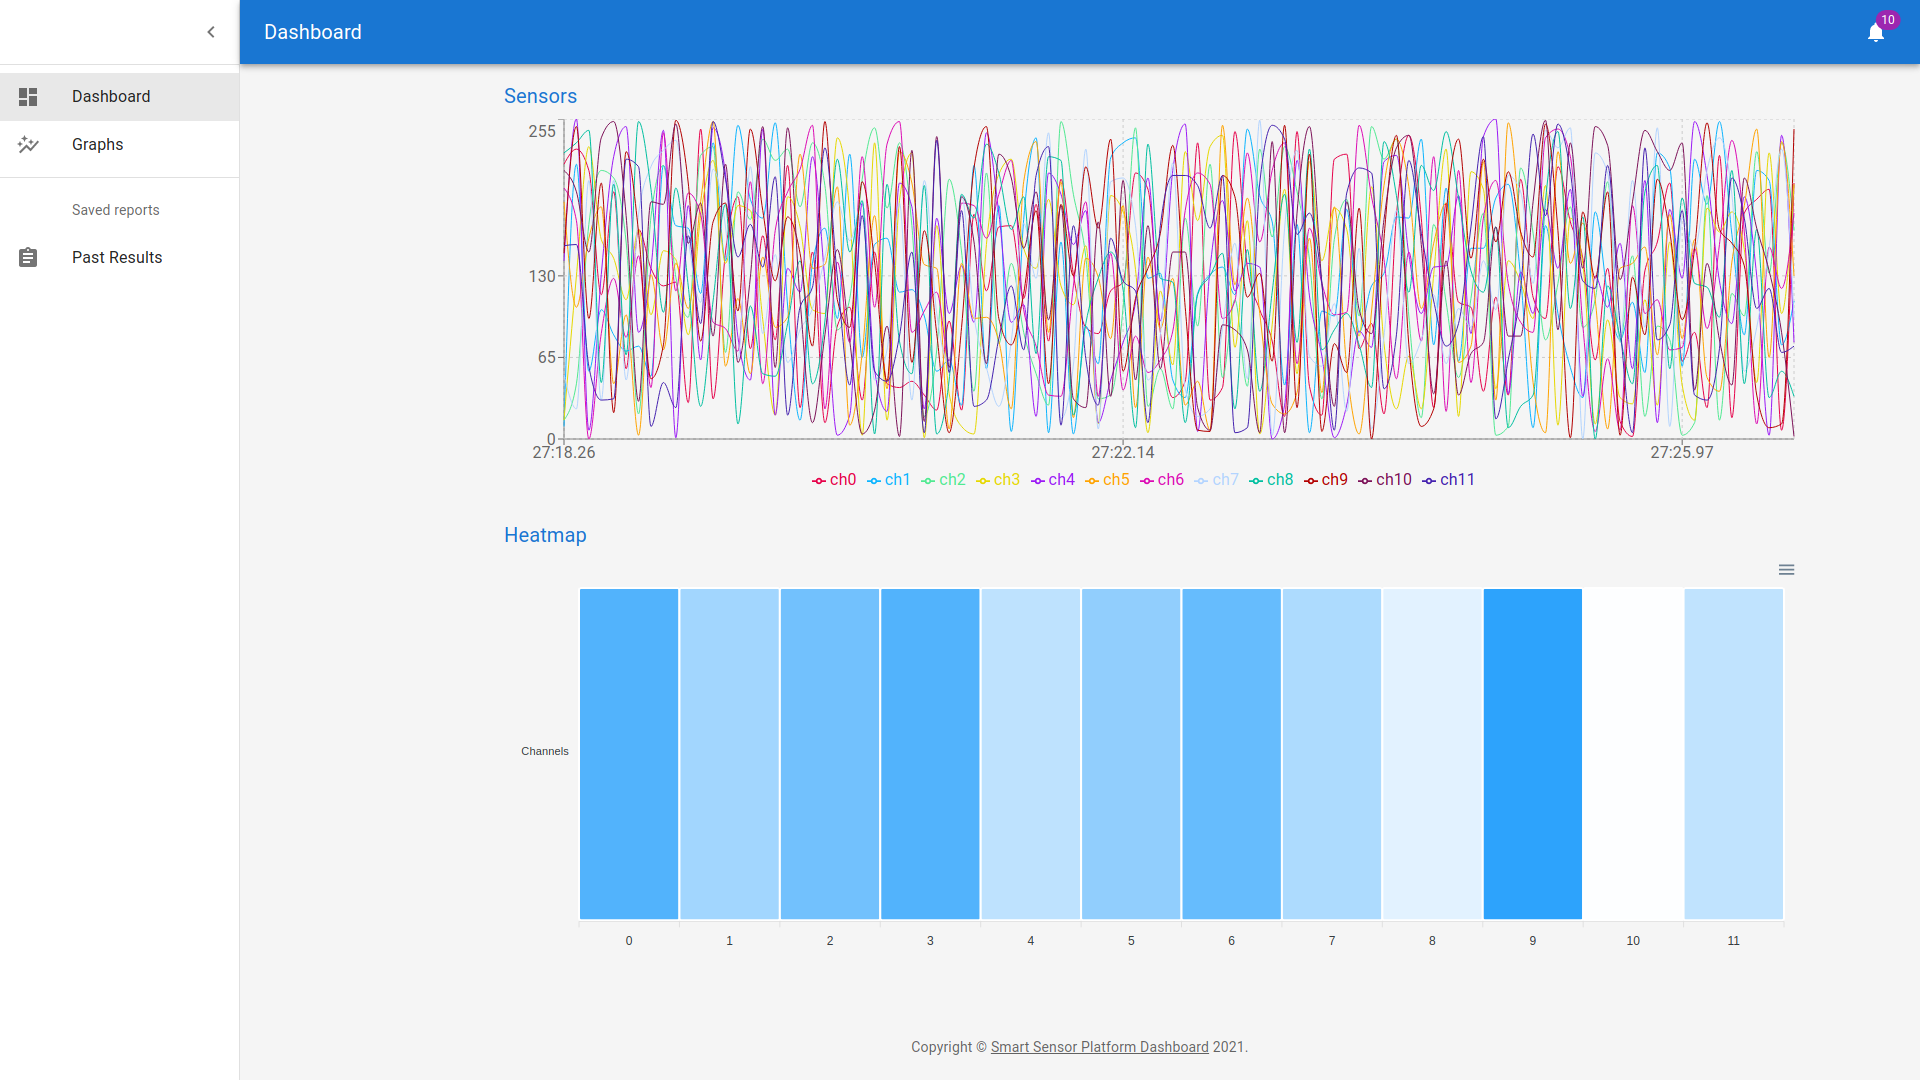 Dashboard
10
Dashboard
Graphs
Saved reports
Past Results
Sensors
255
130
65
0
27:18.26 27:22.14 27:25.97
ch0 ch1 ch2 ch3 ch4 ch5 ch6 ch7 ch8 ch9 ch10 ch11
Heatmap
Channels
0 1 2 3 4 5 6 7 8 9 10 11
Copyright © Smart Sensor Platform Dashboard 2021.